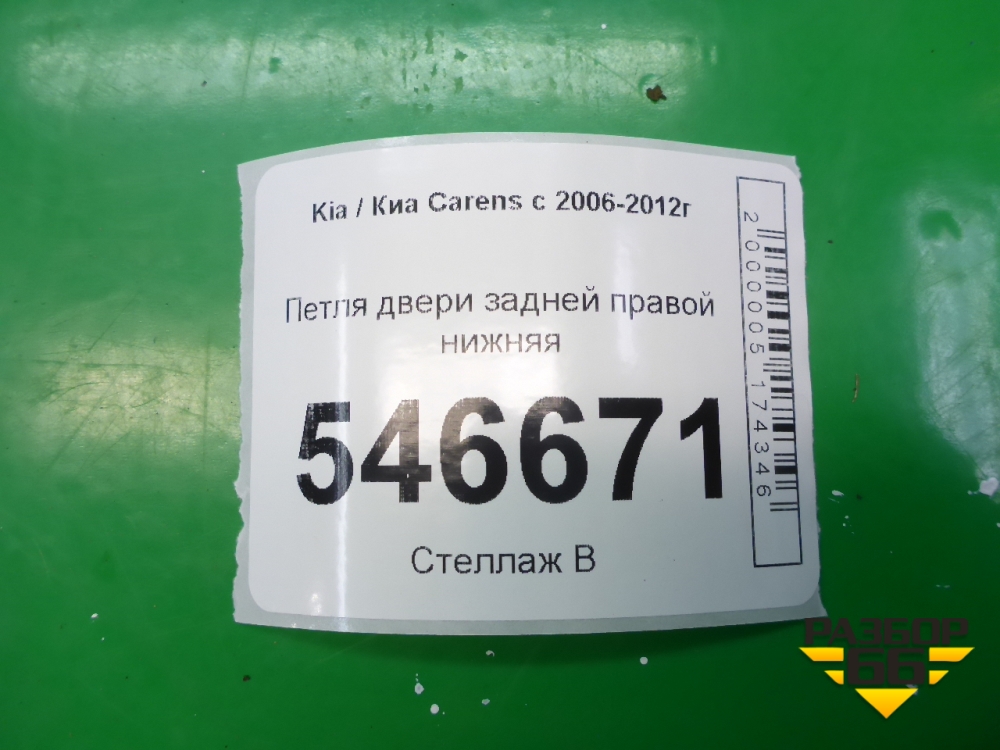 Kia / Киа Carens с 2006-2012г
Петля двери задней правой
нижняя
546671
Стеллаж В
2000005174346
РАЗБОР
66